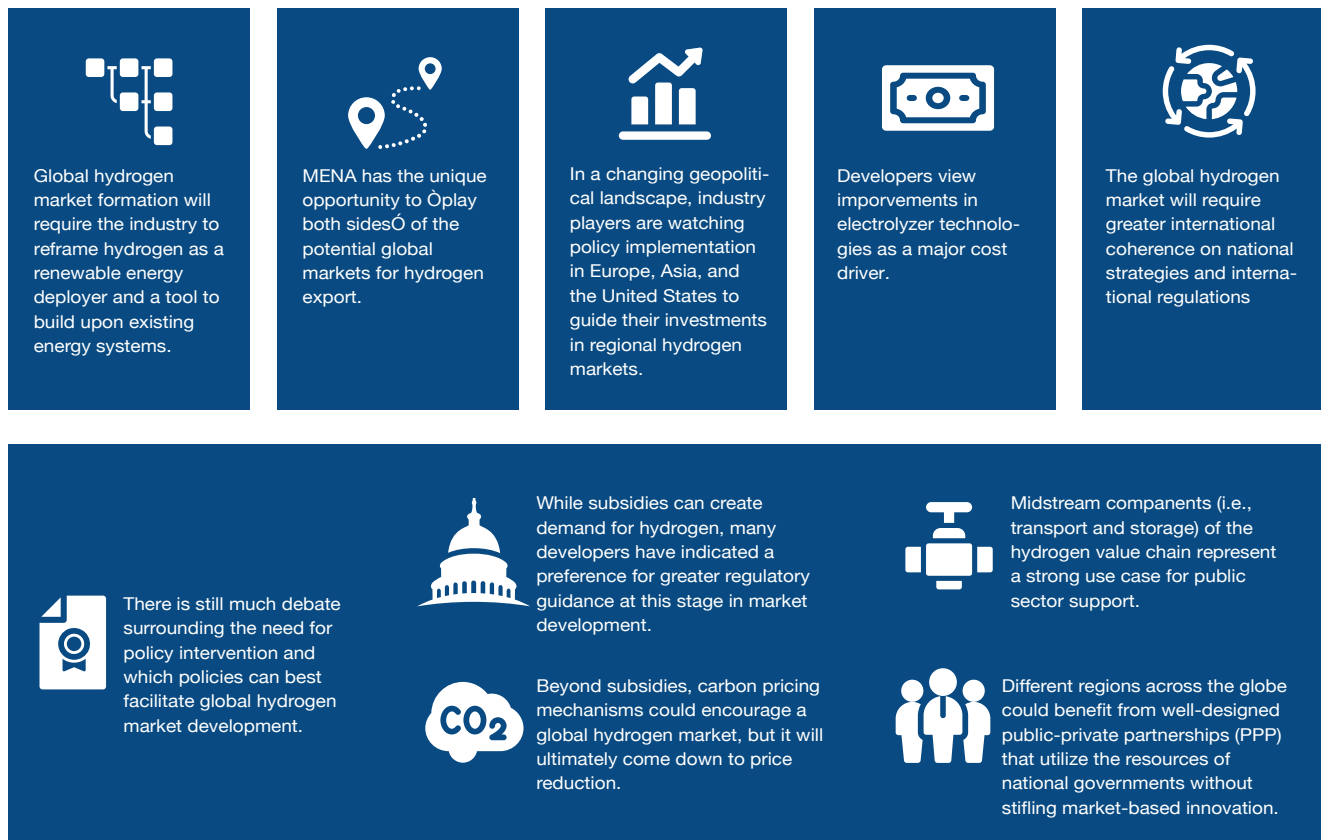 Global hydrogen
market formation will
require the industry to
reframe hydrogen as a
renewable energy
deployer and a tool to
build upon existing
energy systems.
MENA has the unique
opportunity to Òplay
both sidesÓ of the
potential global
markets for hydrogen
export.
In a changing geopoliti-
cal landscape, industry
players are watching
policy implementation
in Europe, Asia, and
the United States to
guide their investments
in regional hydrogen
markets.
Developers view
imporvements in
electrolyzer technolo-
gies as a major cost
driver.
The global hydrogen
market will require
greater international
coherence on national
strategies and interna-
tional regulations
There is still much debate
surrounding the need for
policy intervention and
which policies can best
facilitate global hydrogen
market development.
While subsidies can create
demand for hydrogen, many
developers have indicated a
preference for greater regulatory
guidance at this stage in market
development.
CO2
Beyond subsidies, carbon pricing
mechanisms could encourage a
global hydrogen market, but it will
ultimately come down to price
reduction.
Midstream companents (i.e.,
transport and storage) of the
hydrogen value chain represent
a strong use case for public
sector support.
Different regions across the globe
could benefit from well-designed
public-private partnerships (PPP)
that utilize the resources of
national governments without
stifling market-based innovation.